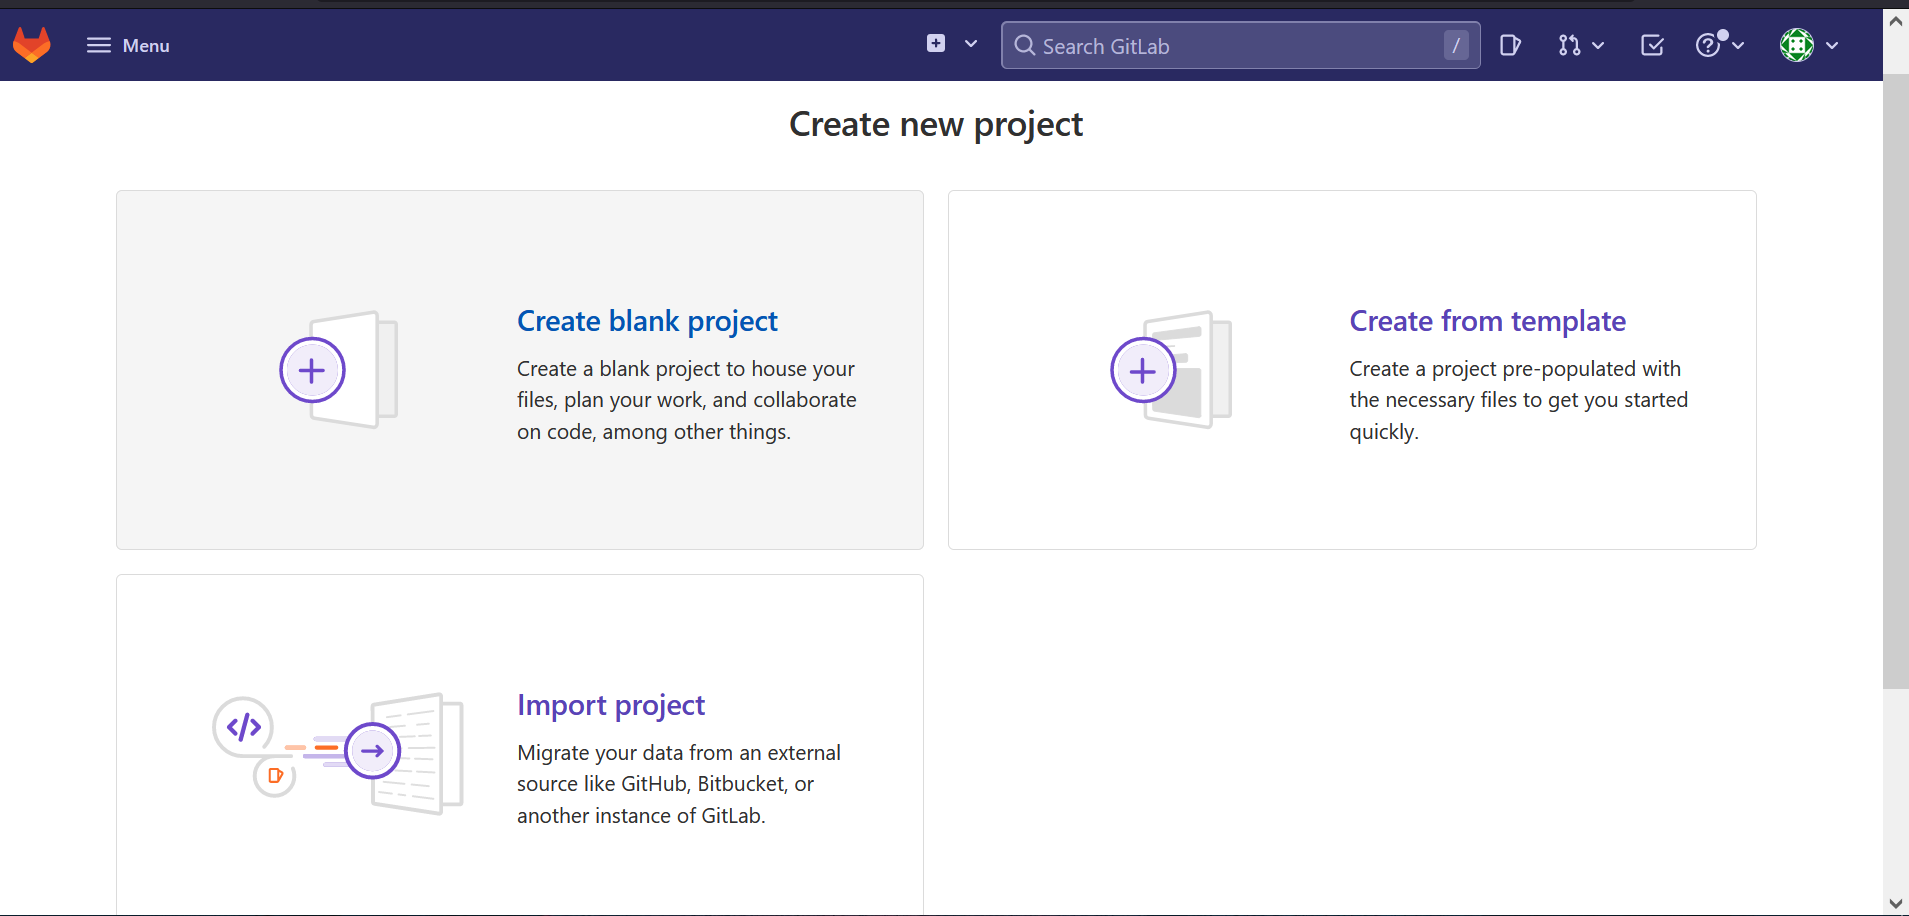 Menu
Search GitLab
/
Create new project
Create blank project
Create a blank project to house your
files, plan your work, and collaborate
on code, among other things.
Create from template
Create a project pre-populated with
the necessary files to get you started
quickly.
Import project
Migrate your data from an external
source like GitHub, Bitbucket, or
another instance of GitLab.